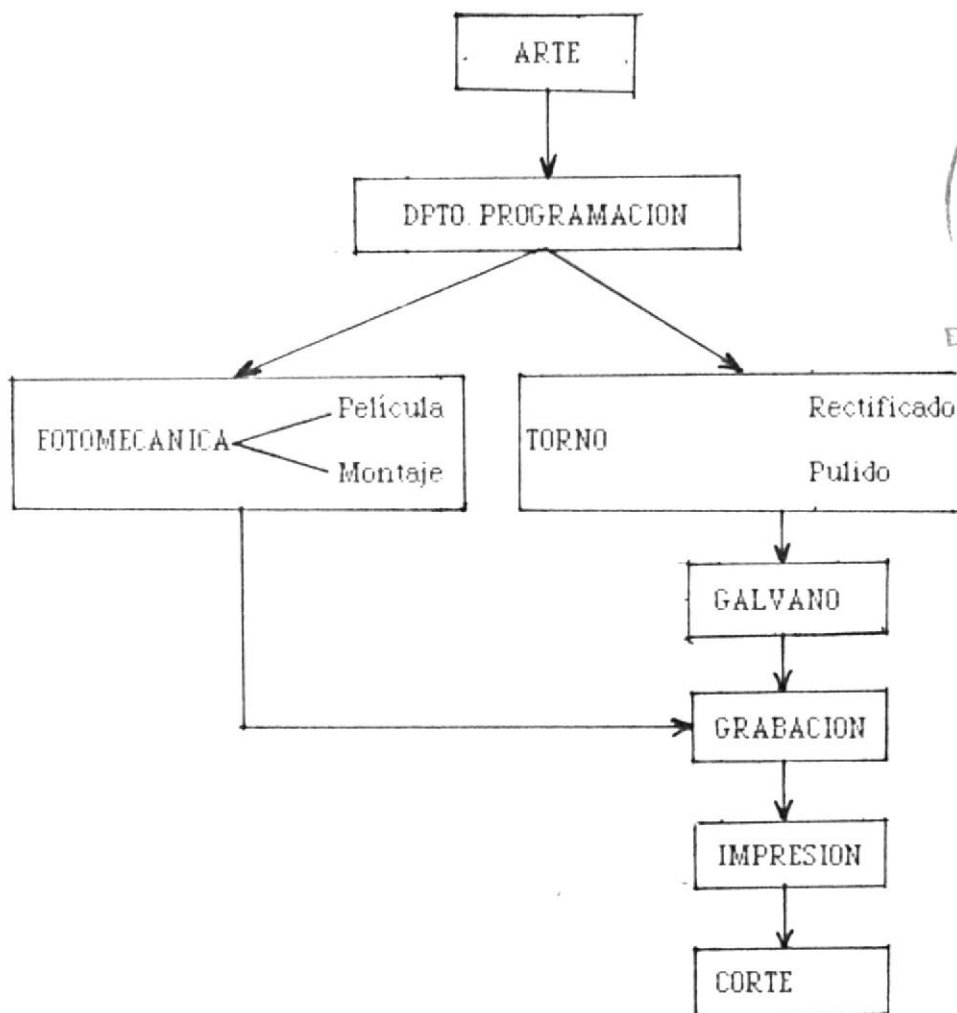 ARTE
DPTO. PROGRAMACION
FOTOMECANICA
Película
Montaje
TORNO
Rectificado
Pulido
GALVANO
GRABACION
IMPRESION
CORTE